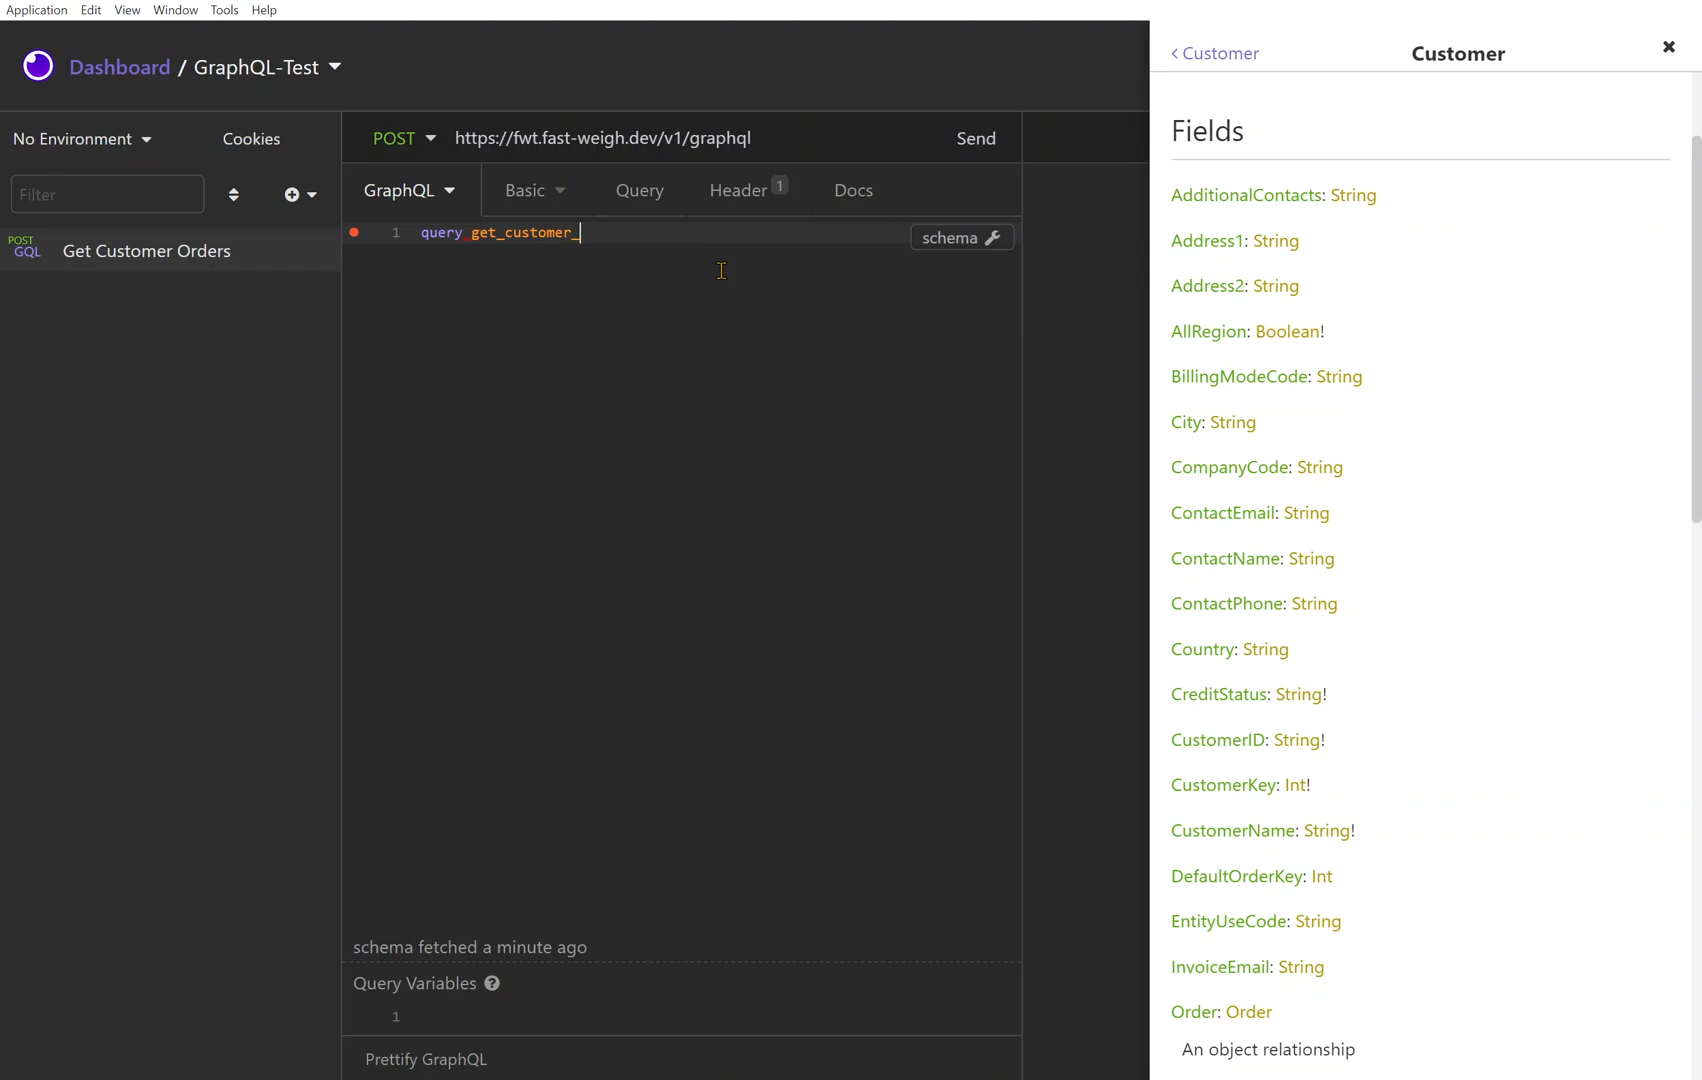 Application Edit View Window Tools Help
Dashboard / GraphQL-Test
No Environment
Cookies
Filter
POST
GQL
Get Customer Orders
POST https://fwt.fast-weigh.dev/v1/graphql Send
GraphQL Basic Query Header 1 Docs
1 query get_customer_
schema
schema fetched a minute ago
Query Variables ?
1
Prettify GraphQL
< Customer
Customer
Fields
AdditionalContacts: String
Address1: String
Address2: String
AllRegion: Boolean!
BillingModeCode: String
City: String
CompanyCode: String
ContactEmail: String
ContactName: String
ContactPhone: String
Country: String
CreditStatus: String!
CustomerID: String!
CustomerKey: Int!
CustomerName: String!
DefaultOrderKey: Int
EntityUseCode: String
InvoiceEmail: String
Order: Order
An object relationship